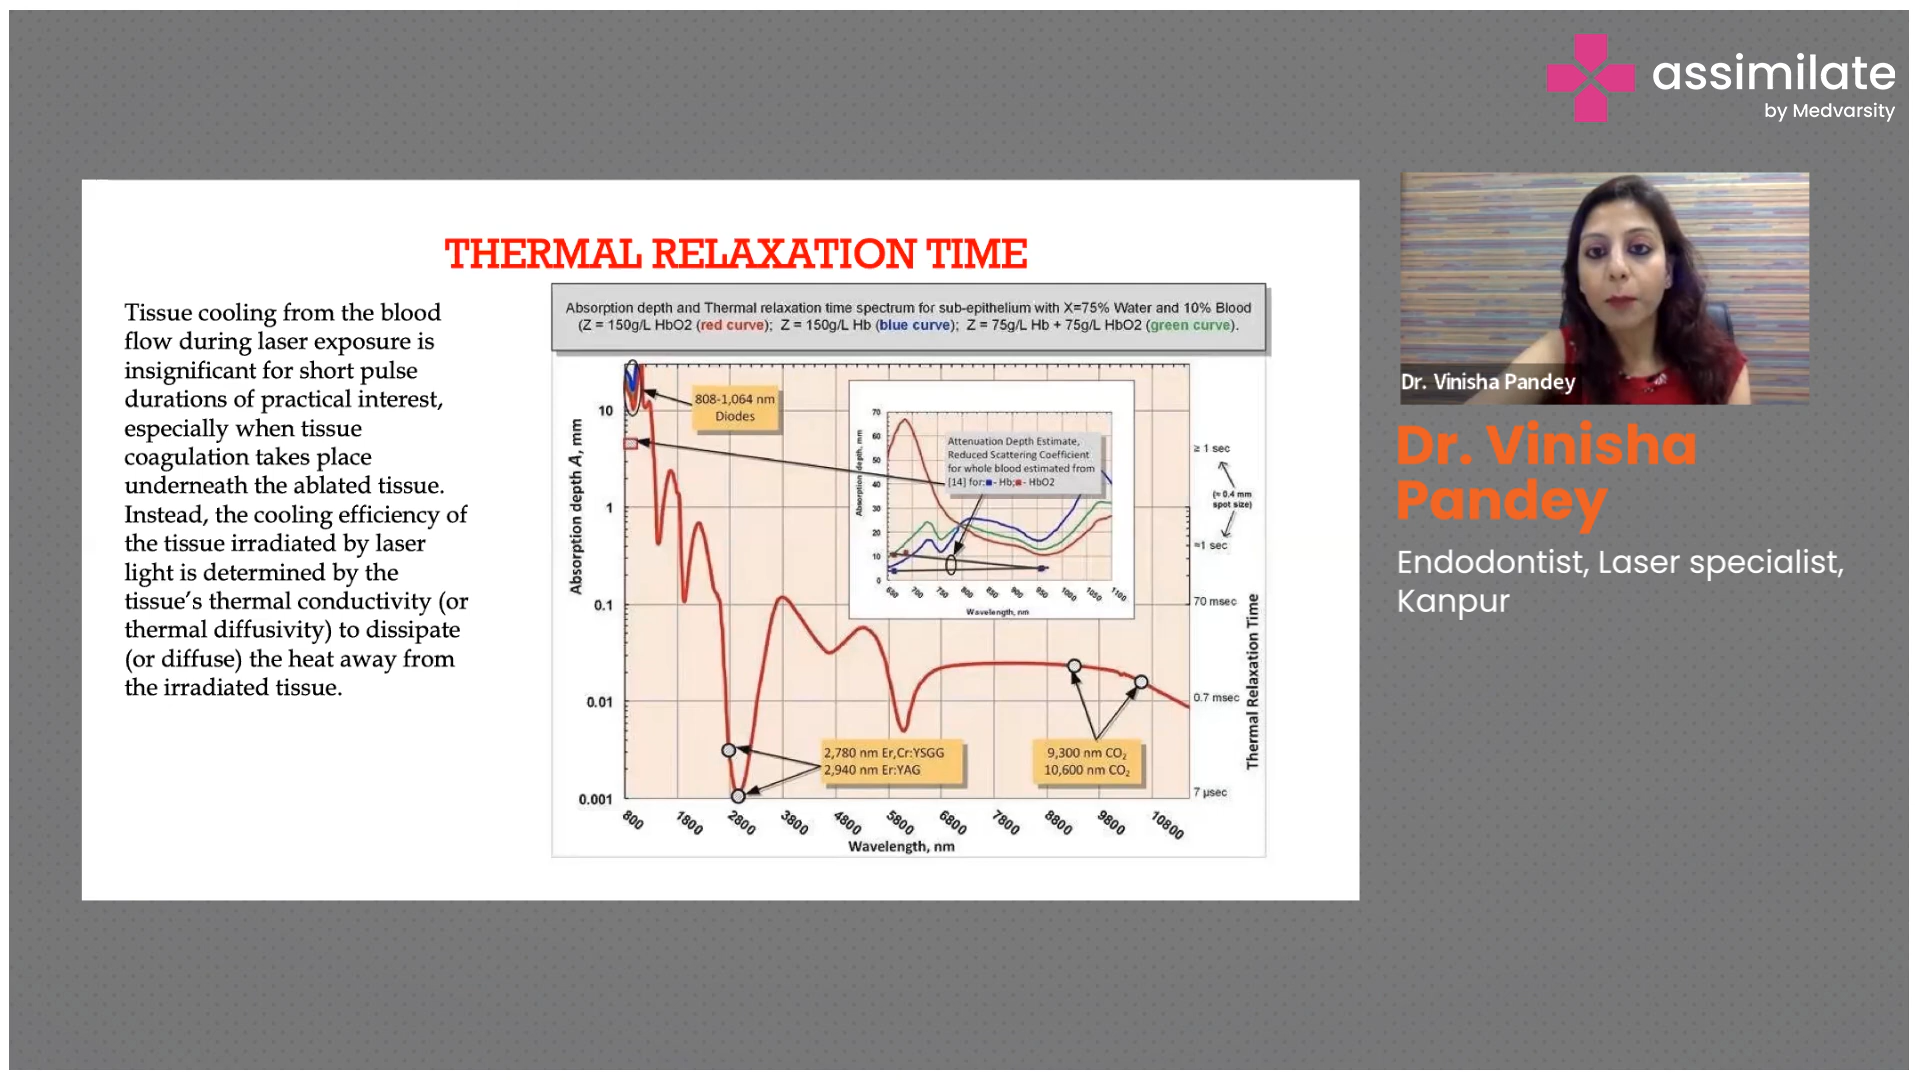 assimilate
by Medvarsity
THERMAL RELAXATION TIME
Tissue cooling from the blood
flow during laser exposure is
insignificant for short pulse
durations of practical interest,
especially when tissue
coagulation takes place
underneath the ablated tissue.
Instead, the cooling efficiency of
the tissue irradiated by laser
light is determined by the
tissue's thermal conductivity (or
thermal diffusivity) to dissipate
(or diffuse) the heat away from
the irradiated tissue.
Absorption depth and Thermal relaxation time spectrum for sub-epithelium with X=75% Water and 10% Blood
(Z = 150g/L HbO2 (red curve); Z = 150g/L Hb (blue curve); Z = 75g/L Hb + 75g/L HbO2 (green curve).
Absorption depth A, mm
10
1
0.1
0.01
0.001
808-1,064 nm
Diodes
Absorption depth, mm
70
60
50
40
30
20
10
0
Attenuation Depth Estimate,
Reduced Scattering Coefficient
for whole blood estimated from
[14] for: - Hb; - HbO2
650 700 750 800 850 900 950 1000 1050 1100
Wavelength, nm
≥ 1 sec
(≈ 0.4 mm
spot size)
≈1 sec
70 msec
0.7 msec
7 µsec
Thermal Relaxation Time
2,780 nm Er,Cr:YSGG
2,940 nm Er:YAG
9,300 nm CO2
10,600 nm CO2
800 1800 2800 3800 4800 5800 6800 7800 8800 9800 10800
Wavelength, nm
Dr. Vinisha Pandey
Dr. Vinisha
Pandey
Endodontist, Laser specialist,
Kanpur